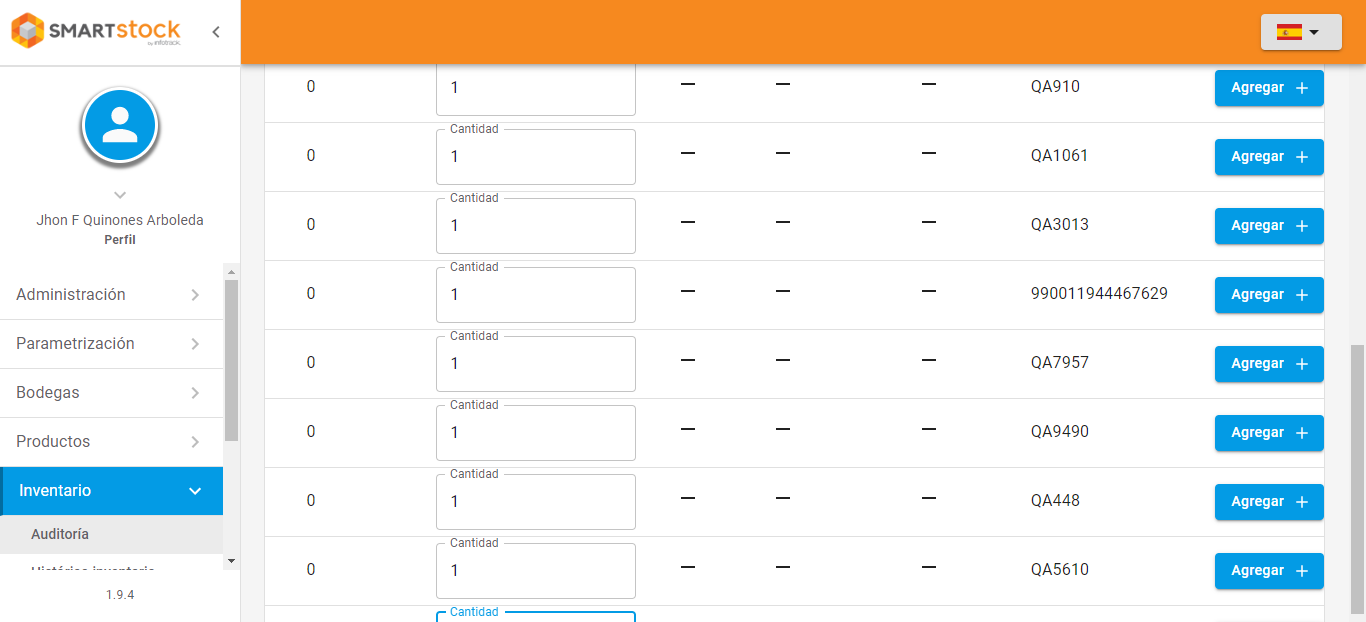 SMARTstock
by infotrack.
Jhon F Quinones Arboleda
Perfil
Administración
Parametrización
Bodegas
Productos
Inventario
Auditoría
Histórico inventario
1.9.4
0 1 — — — QA910 Agregar +
Cantidad
0 1 — — — QA1061 Agregar +
Cantidad
0 1 — — — QA3013 Agregar +
Cantidad
0 1 — — — 990011944467629 Agregar +
Cantidad
0 1 — — — QA7957 Agregar +
Cantidad
0 1 — — — QA9490 Agregar +
Cantidad
0 1 — — — QA448 Agregar +
Cantidad
0 1 — — — QA5610 Agregar +
Cantidad